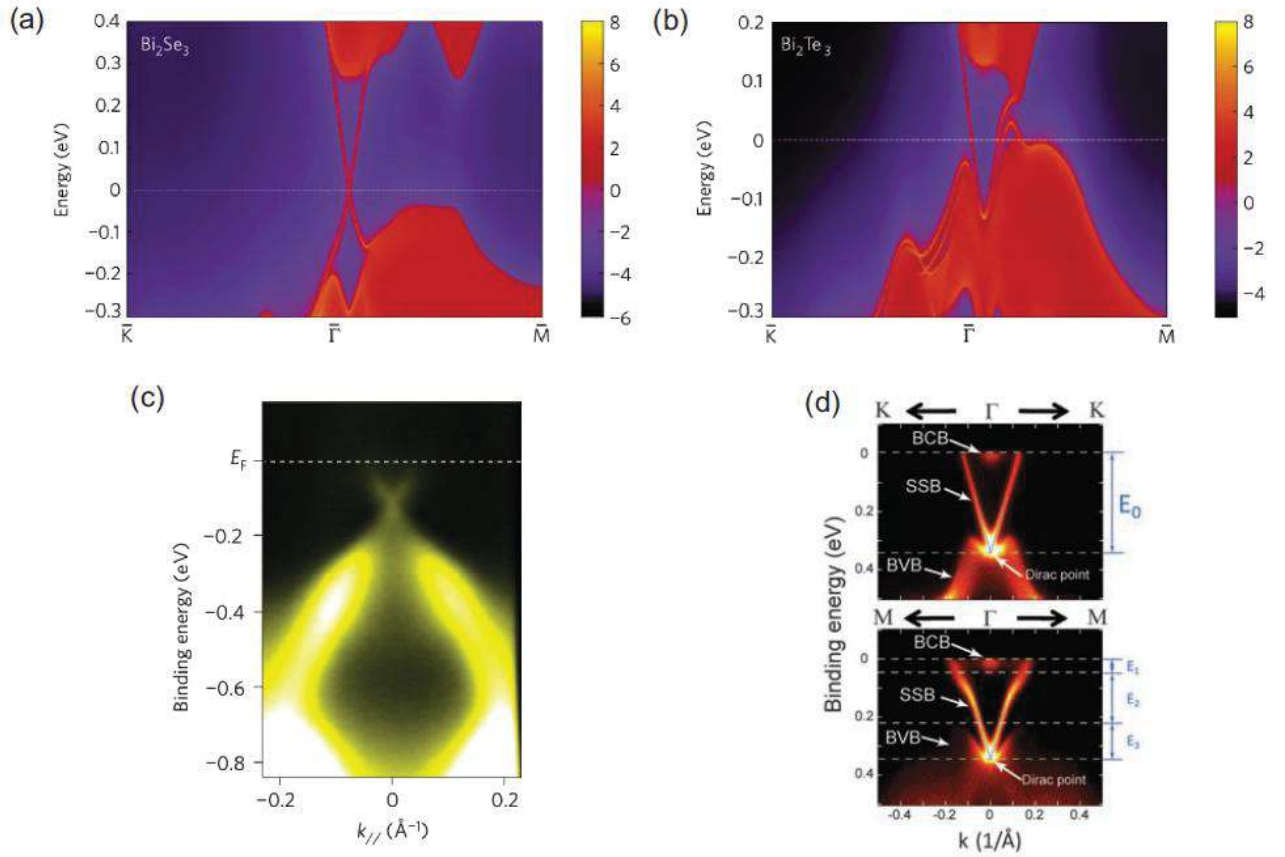 (a)
Bi₂Se₃
Energy (eV)
0.4
0.3
0.2
0.1
0
−0.1
−0.2
−0.3
K̄
Γ̄
M̄
8
6
4
2
0
−2
−4
−6
(b)
Bi₂Te₃
Energy (eV)
0.2
0.1
0
−0.1
−0.2
−0.3
K̄
Γ̄
M̄
8
6
4
2
0
−2
−4
(c)
E_F
Binding energy (eV)
−0.2
−0.4
−0.6
−0.8
−0.2
0
0.2
k// (Å⁻¹)
(d)
K Γ K
BCB
SSB
BVB
Dirac point
E₀
0
0.2
0.4
Binding energy (eV)
M Γ M
BCB
SSB
BVB
Dirac point
E₁
E₂
E₃
0
0.2
0.4
-0.4 -0.2 0 0.2 0.4
k (1/Å)